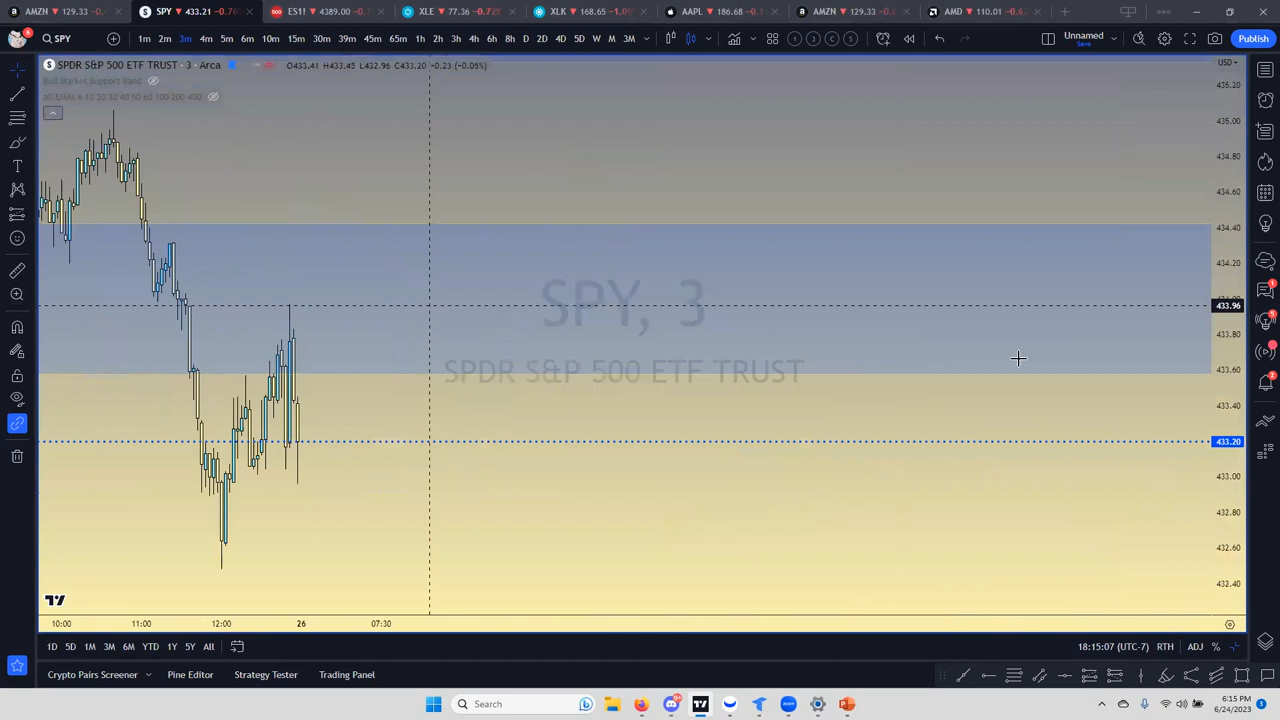 AMZN ▼ 129.33 SPY ▼ 433.21 ES1! ▼ 4389.00 XLE ▼ 77.36 −0.72% XLK ▼ 168.65 AAPL ▼ 186.68 AMZN ▼ 129.33 AMD ▼ 110.01
SPY 1m 2m 3m 4m 5m 6m 10m 15m 30m 39m 45m 65m 1h 2h 3h 4h 6h 8h D 2D 4D 5D W 2W M 3M Unnamed Save Publish
SPDR S&P 500 ETF TRUST · 3 · Arca O433.41 H433.45 L432.96 C433.20 −0.23 (−0.05%) USD
Bull Market Support Band
435.20
435.00
434.80
434.60
434.40
434.20
433.96
433.80
433.60
433.40
433.20
433.00
432.80
432.60
432.40
SPY, 3
SPDR S&P 500 ETF TRUST
10:00 11:00 12:00 26 07:30
1D 5D 1M 3M 6M YTD 1Y 5Y All 18:15:07 (UTC-7) RTH ADJ %
Crypto Pairs Screener Pine Editor Strategy Tester Trading Panel
Search 6:15 PM
6/24/2023